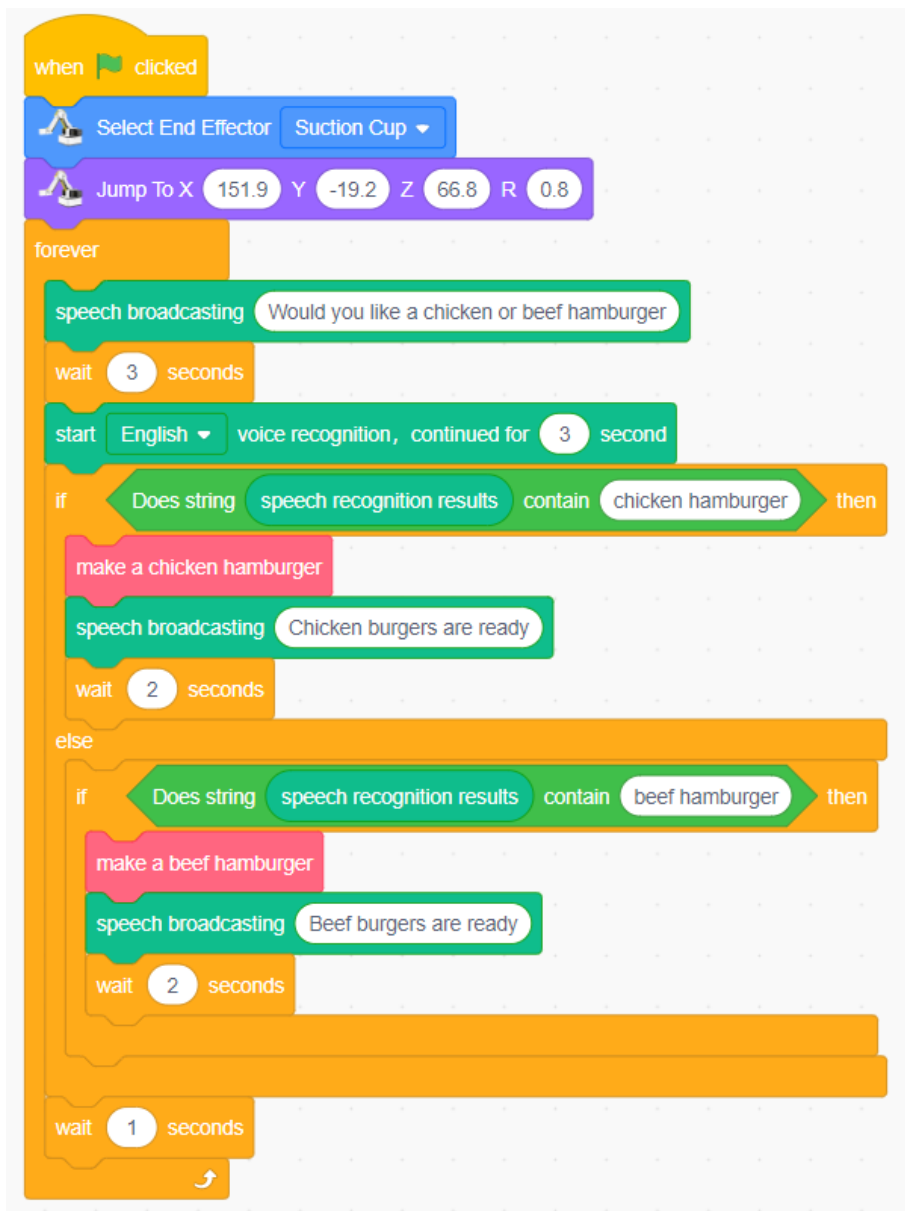 when clicked
Select End Effector Suction Cup
Jump To X 151.9 Y -19.2 Z 66.8 R 0.8
forever
speech broadcasting Would you like a chicken or beef hamburger
wait 3 seconds
start English voice recognition, continued for 3 second
if Does string speech recognition results contain chicken hamburger then
make a chicken hamburger
speech broadcasting Chicken burgers are ready
wait 2 seconds
else
if Does string speech recognition results contain beef hamburger then
make a beef hamburger
speech broadcasting Beef burgers are ready
wait 2 seconds
wait 1 seconds